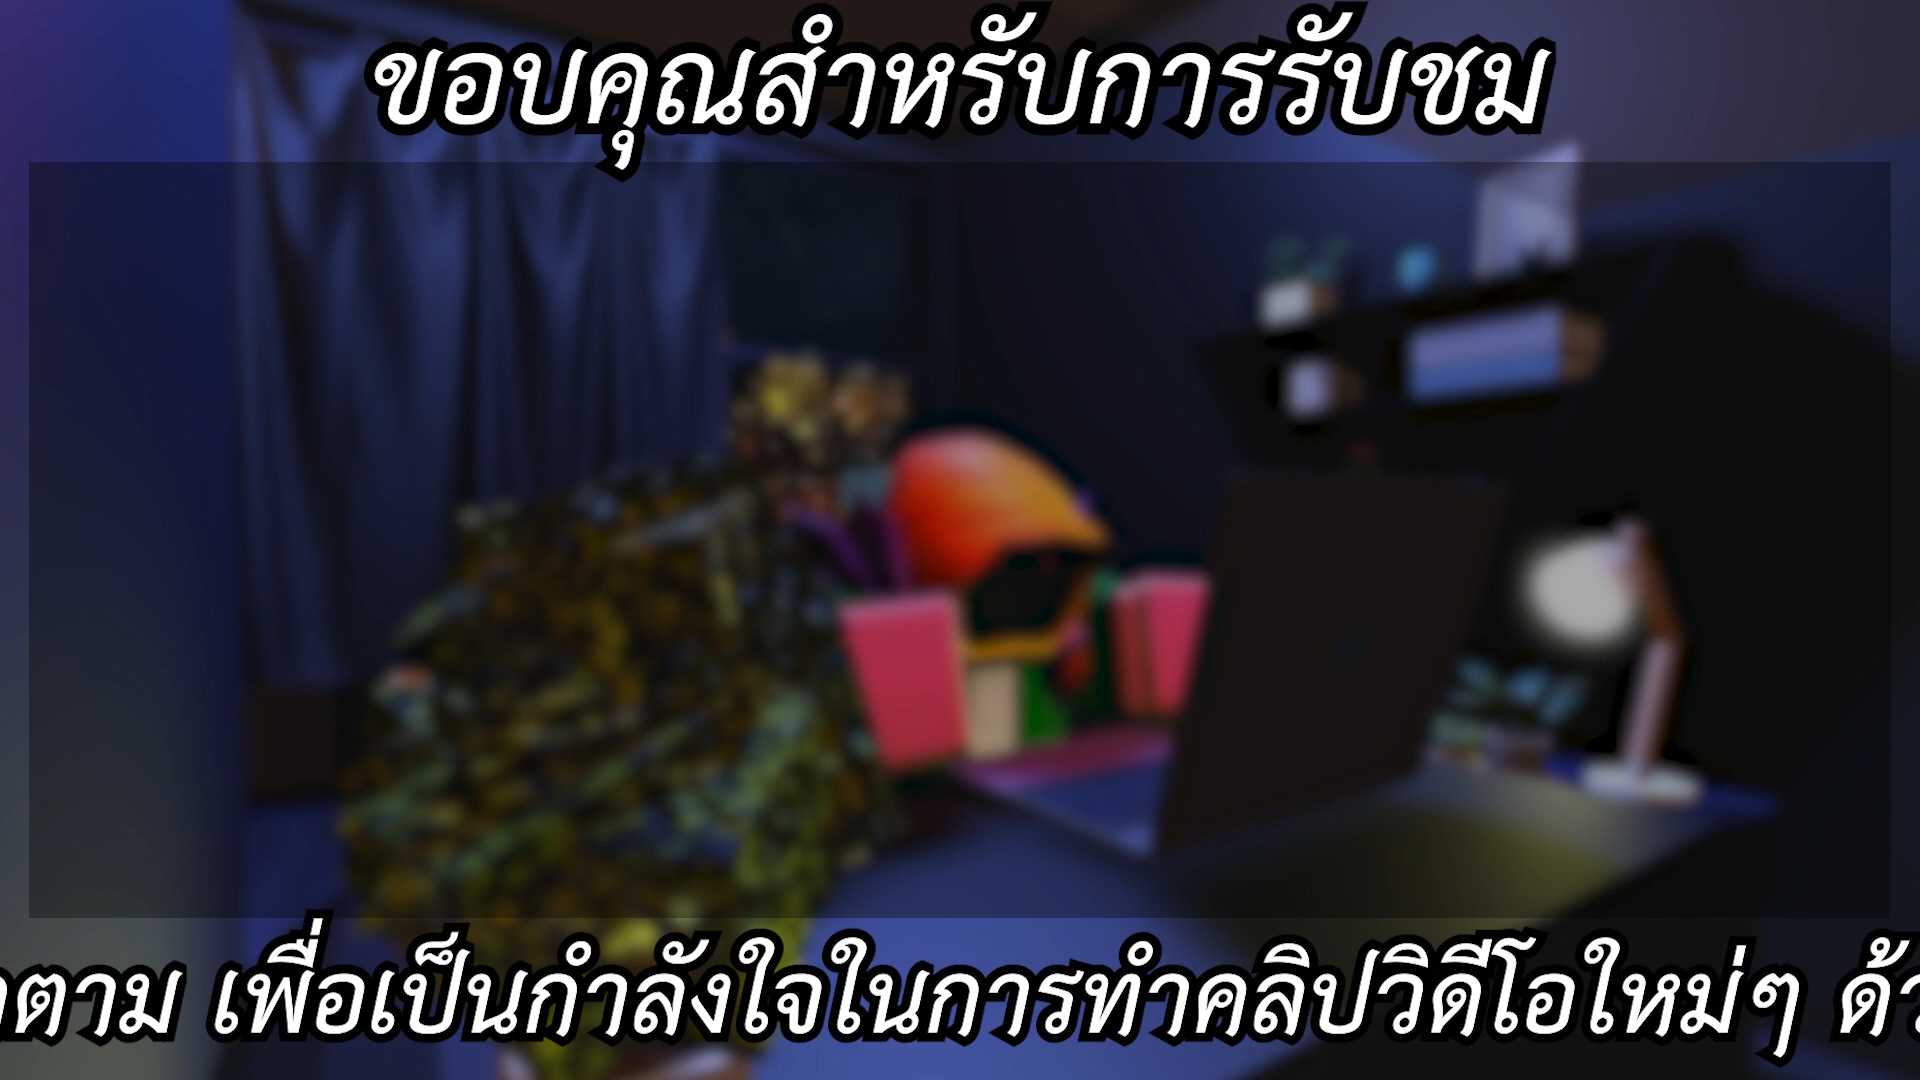 ขอบคุณสำหรับการรับชม
ตาม เพื่อเป็นกำลังใจในการทำคลิปวิดีโอใหม่ๆ